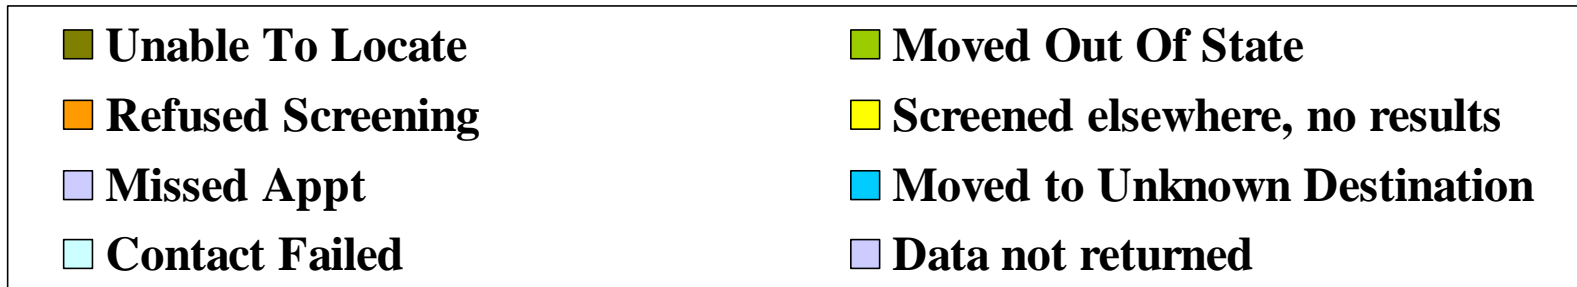 Unable To Locate
Moved Out Of State
Refused Screening
Screened elsewhere, no results
Missed Appt
Moved to Unknown Destination
Contact Failed
Data not returned